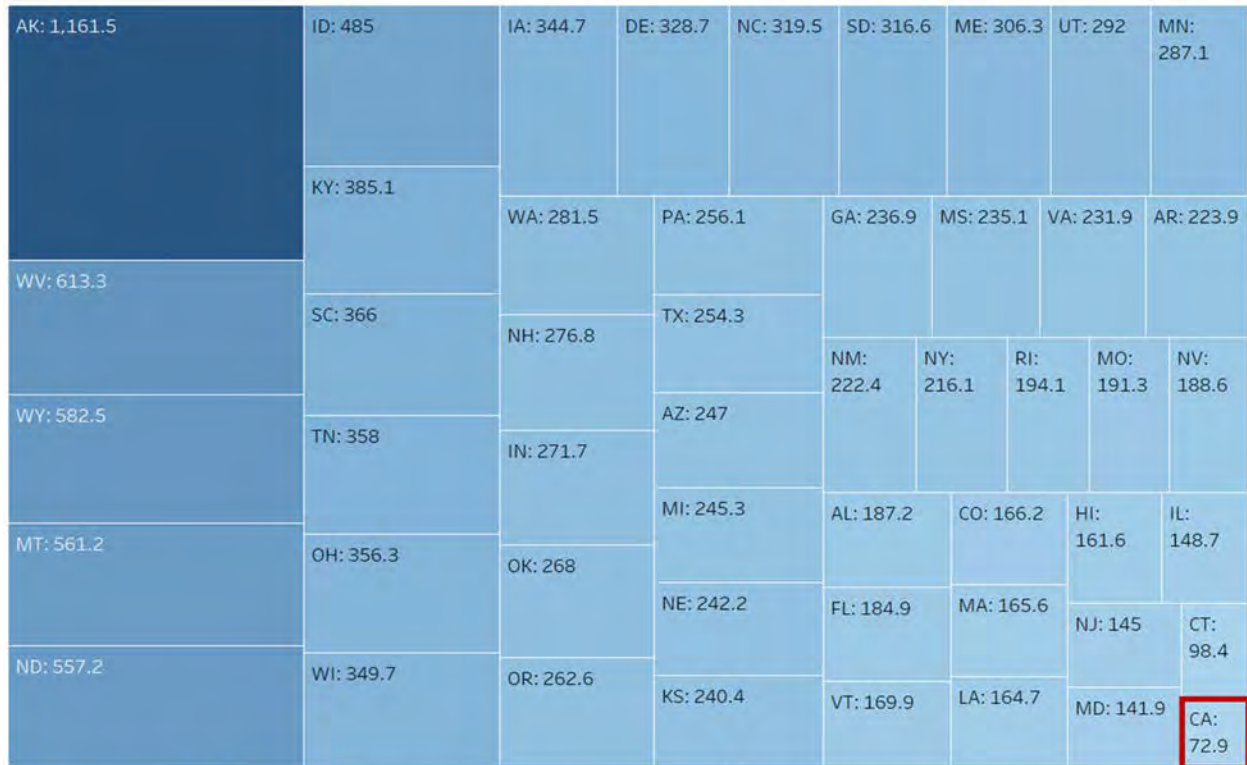 AK: 1,161.5
WV: 613.3
WY: 582.5
MT: 561.2
ND: 557.2
ID: 485
KY: 385.1
SC: 366
TN: 358
OH: 356.3
WI: 349.7
IA: 344.7
DE: 328.7
NC: 319.5
SD: 316.6
ME: 306.3
UT: 292
MN:
287.1
WA: 281.5
NH: 276.8
IN: 271.7
OK: 268
OR: 262.6
PA: 256.1
TX: 254.3
AZ: 247
MI: 245.3
NE: 242.2
KS: 240.4
GA: 236.9
MS: 235.1
VA: 231.9
AR: 223.9
NM:
222.4
NY:
216.1
RI:
194.1
MO:
191.3
NV:
188.6
AL: 187.2
FL: 184.9
VT: 169.9
CO: 166.2
MA: 165.6
LA: 164.7
HI:
161.6
IL:
148.7
NJ: 145
MD: 141.9
CT:
98.4
CA:
72.9